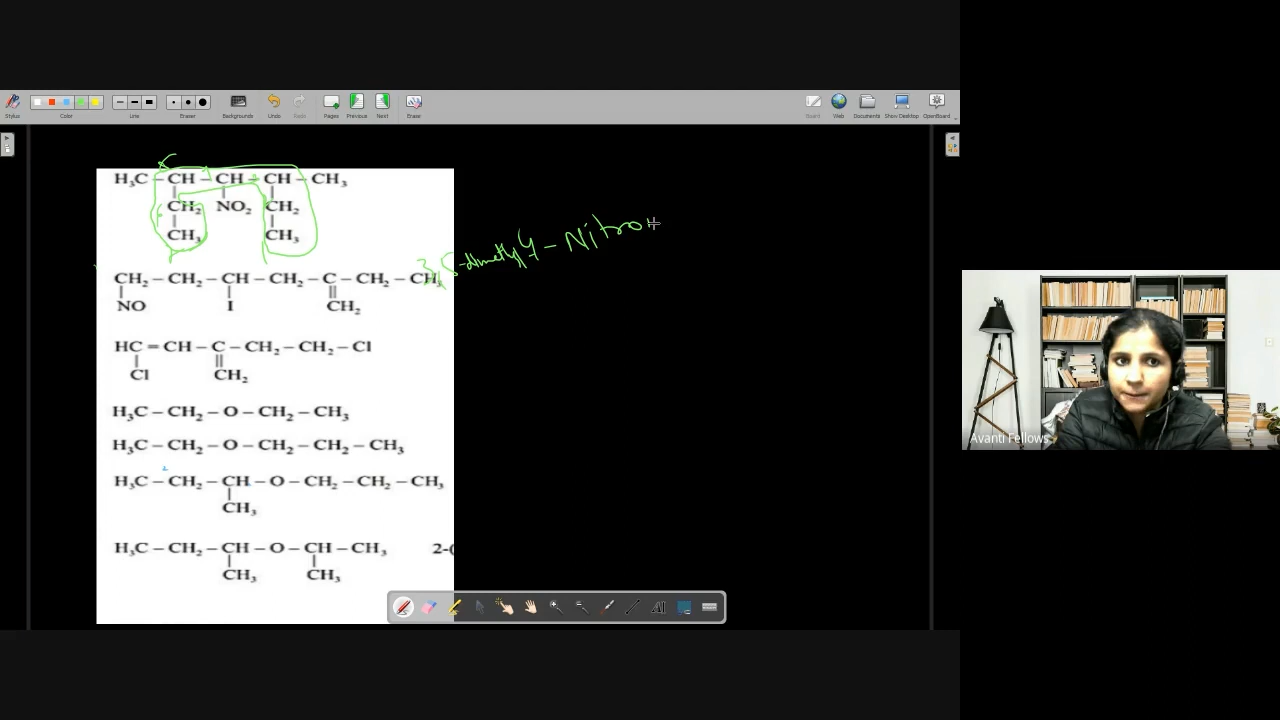 Stylus Color Line Eraser Backgrounds Undo Redo Pages Previous Next Erase Board Web Documents Show Desktop OpenBoard
H₃C – CH – CH – CH – CH₃
CH₂ NO₂ CH₂
CH₃ CH₃
3,5-dimethyl 4 – Nitro
CH₂ – CH₂ – CH – CH₂ – C – CH₂ – CH₃
NO I CH₂
HC = CH – C – CH₂ – CH₂ – Cl
Cl CH₂
H₃C – CH₂ – O – CH₂ – CH₃
H₃C – CH₂ – O – CH₂ – CH₂ – CH₃
H₃C – CH₂ – CH – O – CH₂ – CH₂ – CH₃
CH₃
H₃C – CH₂ – CH – O – CH – CH₃ 2-(
CH₃ CH₃
Avanti Fellows